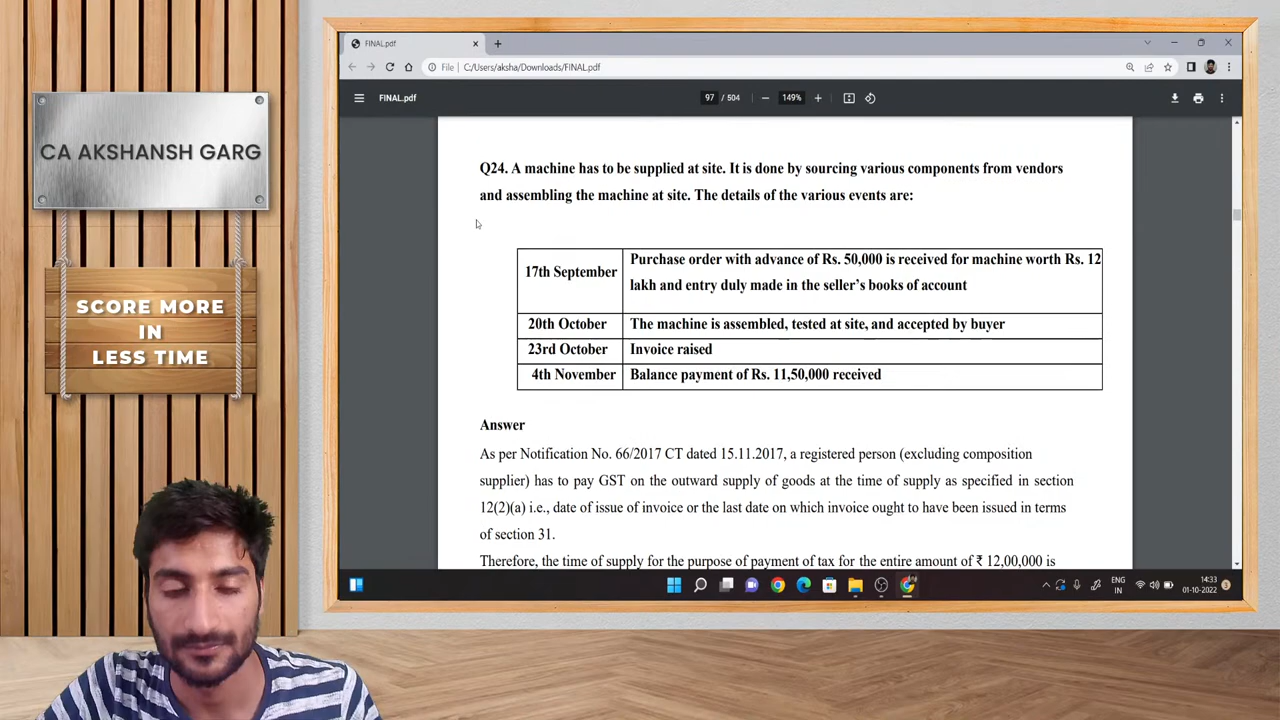 CA AKSHANSH GARG
SCORE MORE
IN
LESS TIME
FINAL.pdf
File C:/Users/aksha/Downloads/FINAL.pdf
FINAL.pdf
97 / 504
149%
Q24. A machine has to be supplied at site. It is done by sourcing various components from vendors
and assembling the machine at site. The details of the various events are:
17th September Purchase order with advance of Rs. 50,000 is received for machine worth Rs. 12
lakh and entry duly made in the seller’s books of account
20th October The machine is assembled, tested at site, and accepted by buyer
23rd October Invoice raised
4th November Balance payment of Rs. 11,50,000 received
Answer
As per Notification No. 66/2017 CT dated 15.11.2017, a registered person (excluding composition
supplier) has to pay GST on the outward supply of goods at the time of supply as specified in section
12(2)(a) i.e., date of issue of invoice or the last date on which invoice ought to have been issued in terms
of section 31.
Therefore, the time of supply for the purpose of payment of tax for the entire amount of ₹ 12,00,000 is
ENG
IN
14:33
01-10-2022